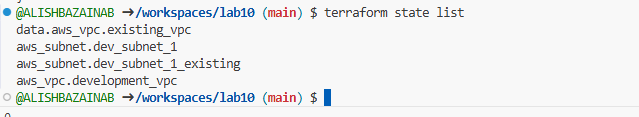 @ALISHBAZAINAB ➜/workspaces/lab10 (main) $ terraform state list
data.aws_vpc.existing_vpc
aws_subnet.dev_subnet_1
aws_subnet.dev_subnet_1_existing
aws_vpc.development_vpc
@ALISHBAZAINAB ➜/workspaces/lab10 (main) $